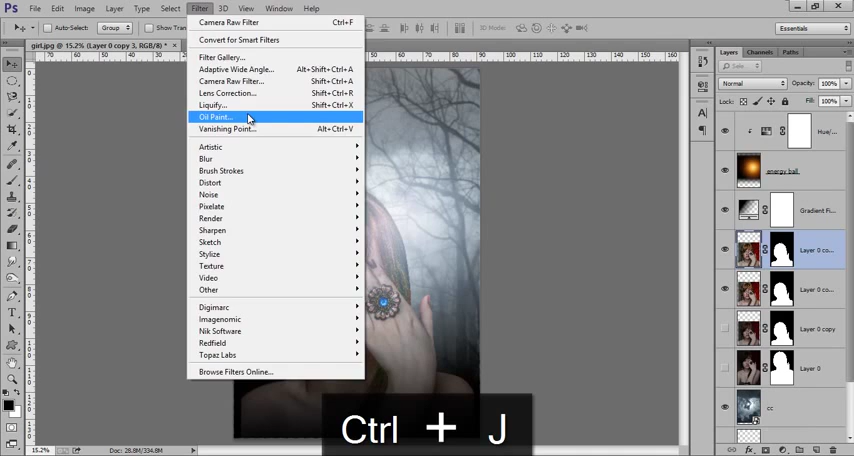 Ps File Edit Image Layer Type Select Filter 3D View Window Help
Auto-Select: Group Show Tran 3D Mode: Essentials
girl.jpg @ 15.2% (Layer 0 copy 3, RGB/8) * ×
Camera Raw Filter Ctrl+F
Convert for Smart Filters
Filter Gallery...
Adaptive Wide Angle... Alt+Shift+Ctrl+A
Camera Raw Filter... Shift+Ctrl+A
Lens Correction... Shift+Ctrl+R
Liquify... Shift+Ctrl+X
Oil Paint...
Vanishing Point... Alt+Ctrl+V
Artistic
Blur
Brush Strokes
Distort
Noise
Pixelate
Render
Sharpen
Sketch
Stylize
Texture
Video
Other
Digimarc
Imagenomic
Nik Software
Redfield
Topaz Labs
Browse Filters Online...
Layers Channels Paths
Normal Opacity: 100%
Lock: Fill: 100%
Hue/...
energy ball
Gradient Fi...
Layer 0 co...
Layer 0 co...
Layer 0 copy
Layer 0
cc
Ctrl + J
15.2% Doc: 28.8M/334.8M